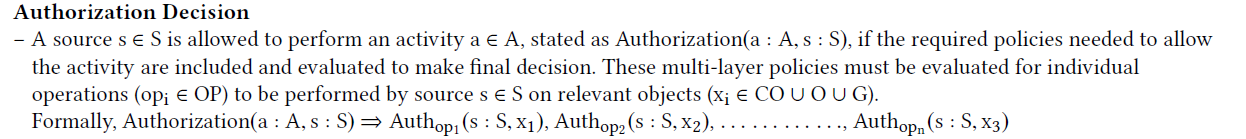 Authorization Decision
– A source s ∈ S is allowed to perform an activity a ∈ A, stated as Authorization(a : A, s : S), if the required policies needed to allow
the activity are included and evaluated to make final decision. These multi-layer policies must be evaluated for individual
operations (opᵢ ∈ OP) to be performed by source s ∈ S on relevant objects (xᵢ ∈ CO ∪ O ∪ G).
Formally, Authorization(a : A, s : S) ⇒ Auth_op₁(s : S, x₁), Auth_op₂(s : S, x₂), . . . . . . . . . . . . ., Auth_opₙ(s : S, x₃)